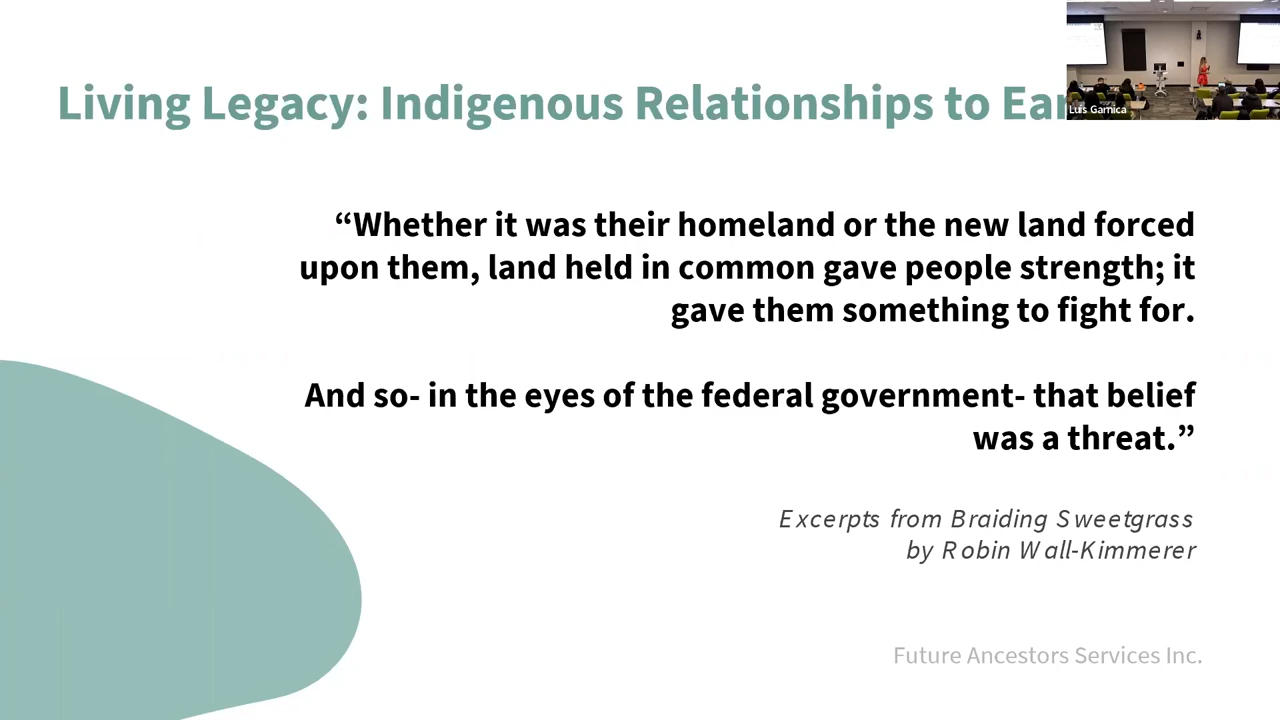 Living Legacy: Indigenous Relationships to Ear
Luis Garnica
“Whether it was their homeland or the new land forced
upon them, land held in common gave people strength; it
gave them something to fight for.
And so- in the eyes of the federal government- that belief
was a threat.”
Excerpts from Braiding Sweetgrass
by Robin Wall-Kimmerer
Future Ancestors Services Inc.